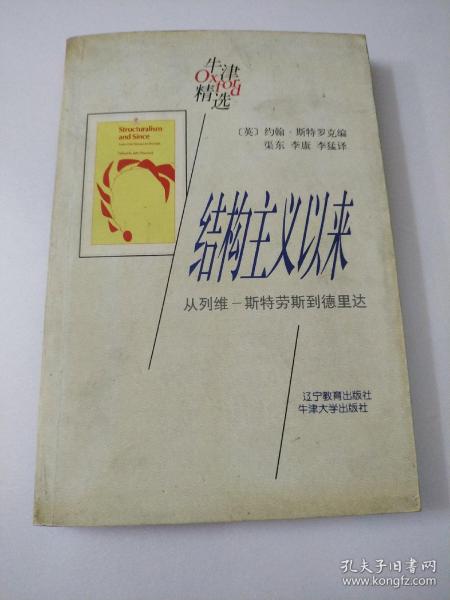 牛津
Oxford
精选
Structuralism
and Since
〔英〕约翰·斯特罗克编
渠东 李康 李猛译
结构主义以来
从列维－斯特劳斯到德里达
辽宁教育出版社
牛津大学出版社
孔夫子旧书网
www.kongfz.com